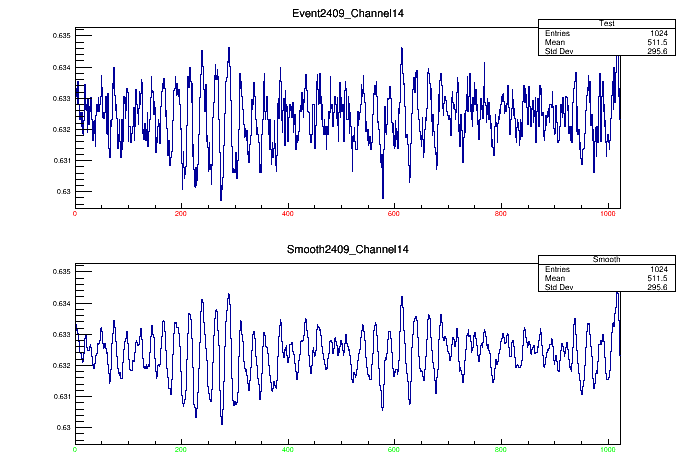 Event2409_Channel14
Test
Entries 1024
Mean 511.5
Std Dev 295.6
0.635
0.634
0.633
0.632
0.631
0.63
0 200 400 600 800 1000
Smooth2409_Channel14
Smooth
Entries 1024
Mean 511.5
Std Dev 295.6
0.635
0.634
0.633
0.632
0.631
0.63
0 200 400 600 800 1000